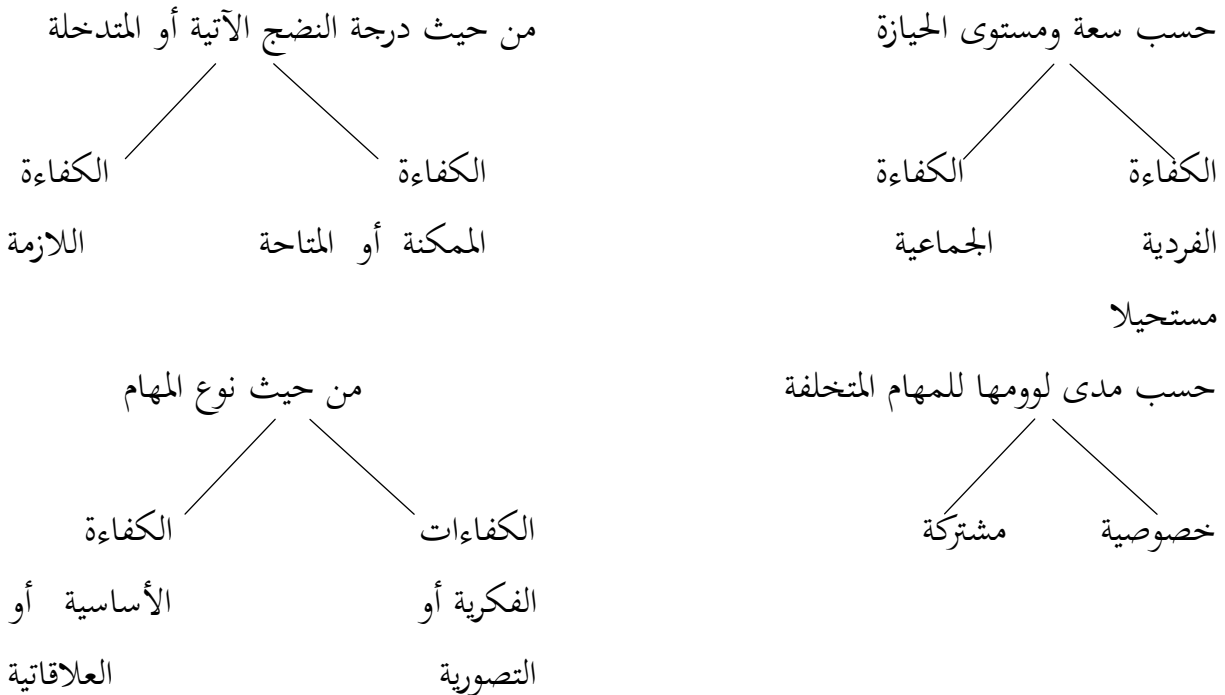 حسب سعة ومستوى الحيازة
من حيث درجة النضج الآتية أو المتدخلة
الكفاءة
الكفاءة
الكفاءة
الكفاءة
الفردية
الجماعية
الممكنة أو المتاحة
اللازمة
مستحيلا
حسب مدى لوومها للمهام المتخلفة
من حيث نوع المهام
خصوصية
مشتركة
الكفاءات
الكفاءة
الفكرية أو
الأساسية أو
التصورية
العلاقاتية